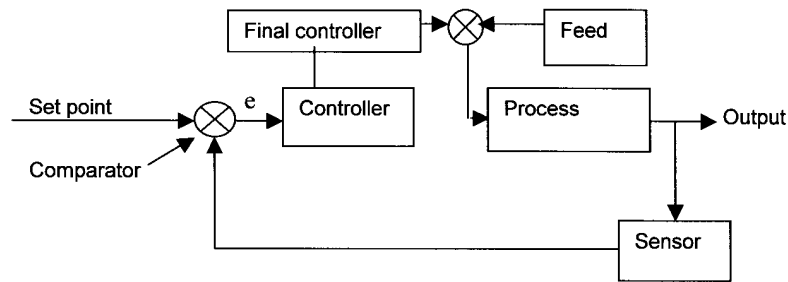 Final controller
Feed
Set point
e
Controller
Process
Output
Comparator
Sensor